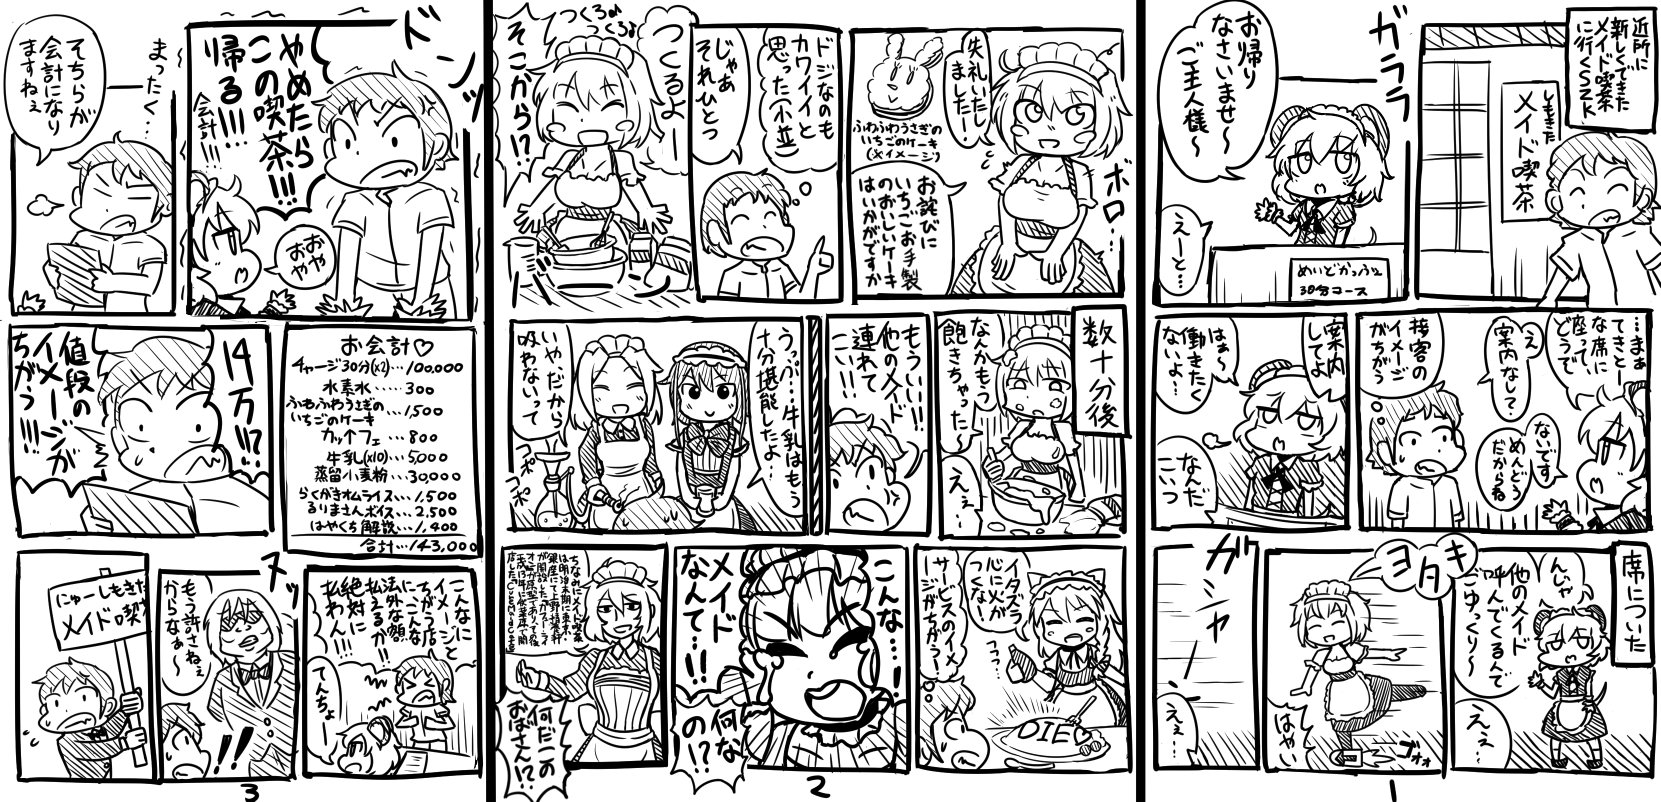 近所に
新しくできた
メイド喫茶
に行くSZK
しもきた
メイド喫茶
ガララ
お帰り
なさいませ〜
ご主人様〜
えーと…
めいどかっふぇ
30分コース
…まぁ
てきとー
な席に
座っていい
どうぞ
え
案内なして?
ないです
めんどう
だからね
接客の
イメージ
がちがう
案内
してよ
はぁ〜
働きたく
ないよ…
なんだ
こいつ
席についた
んじゃ
他のメイド
呼んでくるんで
ごゆっくり〜
ええ…
ヨタキ
はやい
ゴォォ
ガシャ
ええ…
1
ボロ…
失礼いたし
ました!
ふわふわうさぎの
いちごのケーキ
(×イメージ)
お詫びに
いちごお手製
のおいしいケーキ
はいかがですか
ドジなのも
カワイイと
思った(小並)
じゃあ
それひとつ
つくるよー
つくろ♪
つくろ♪
そこから!?
バーン
数十分後
なんかもう
飽きちゃった〜
ええ…
もういい!!
他のメイド
連れて
こい!!
うっぷ…牛乳はもう
十分堪能したよ…
いやだから
吸わないって
コポコポ
イタズラ
心に火が
つくな!
つつつ…
DIE
サービスのイメ
ージがちがう!
こんな…!
メイド
なんて…!!
何な
の!?
ちなみにメイド喫茶
は明治末期に東京・
銀座にて上野精養軒
が開設したカフェーライ
オンが原型であり
何だこの
おばさん!?
2
ドンッ
やめたら
この喫茶!!!
帰る!!!
会計!!!
おや
おや
まったく…
そちらが
会計になり
ますねぇ
お会計♡
チャージ30分(x2)…100,000
水素水……300
ふわふわうさぎの
いちごのケーキ…1,500
カッチフェ…800
牛乳(x10)…5,000
蒸留小麦粉…30,000
らくがきオムライス…1,500
るりまさんボイス…2,500
はやくち解説…1,400
合計…143,000
14万!!?
値段の
イメージが
ちがう!!!
こんなに
イメージと
ちがう店
にこんな
法外な額
払えるか!!
絶対に
払わん!!!
てんちょー
ヌッ
もう許さねぇ
からなぁ〜
!!
にゅーしもきた
メイド喫
3